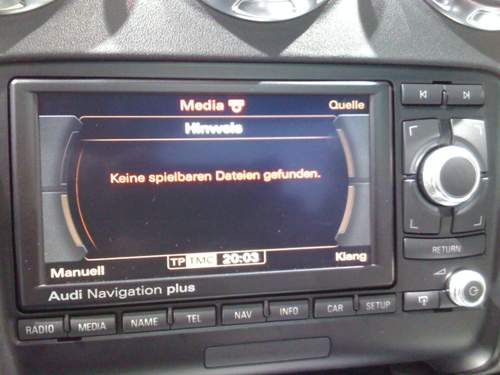 Media
Quelle
Hinweis
Keine spielbaren Dateien gefunden.
Manuell
TP TMC 20:03
Klang
Audi Navigation plus
RETURN
RADIO MEDIA NAME TEL NAV INFO CAR SETUP